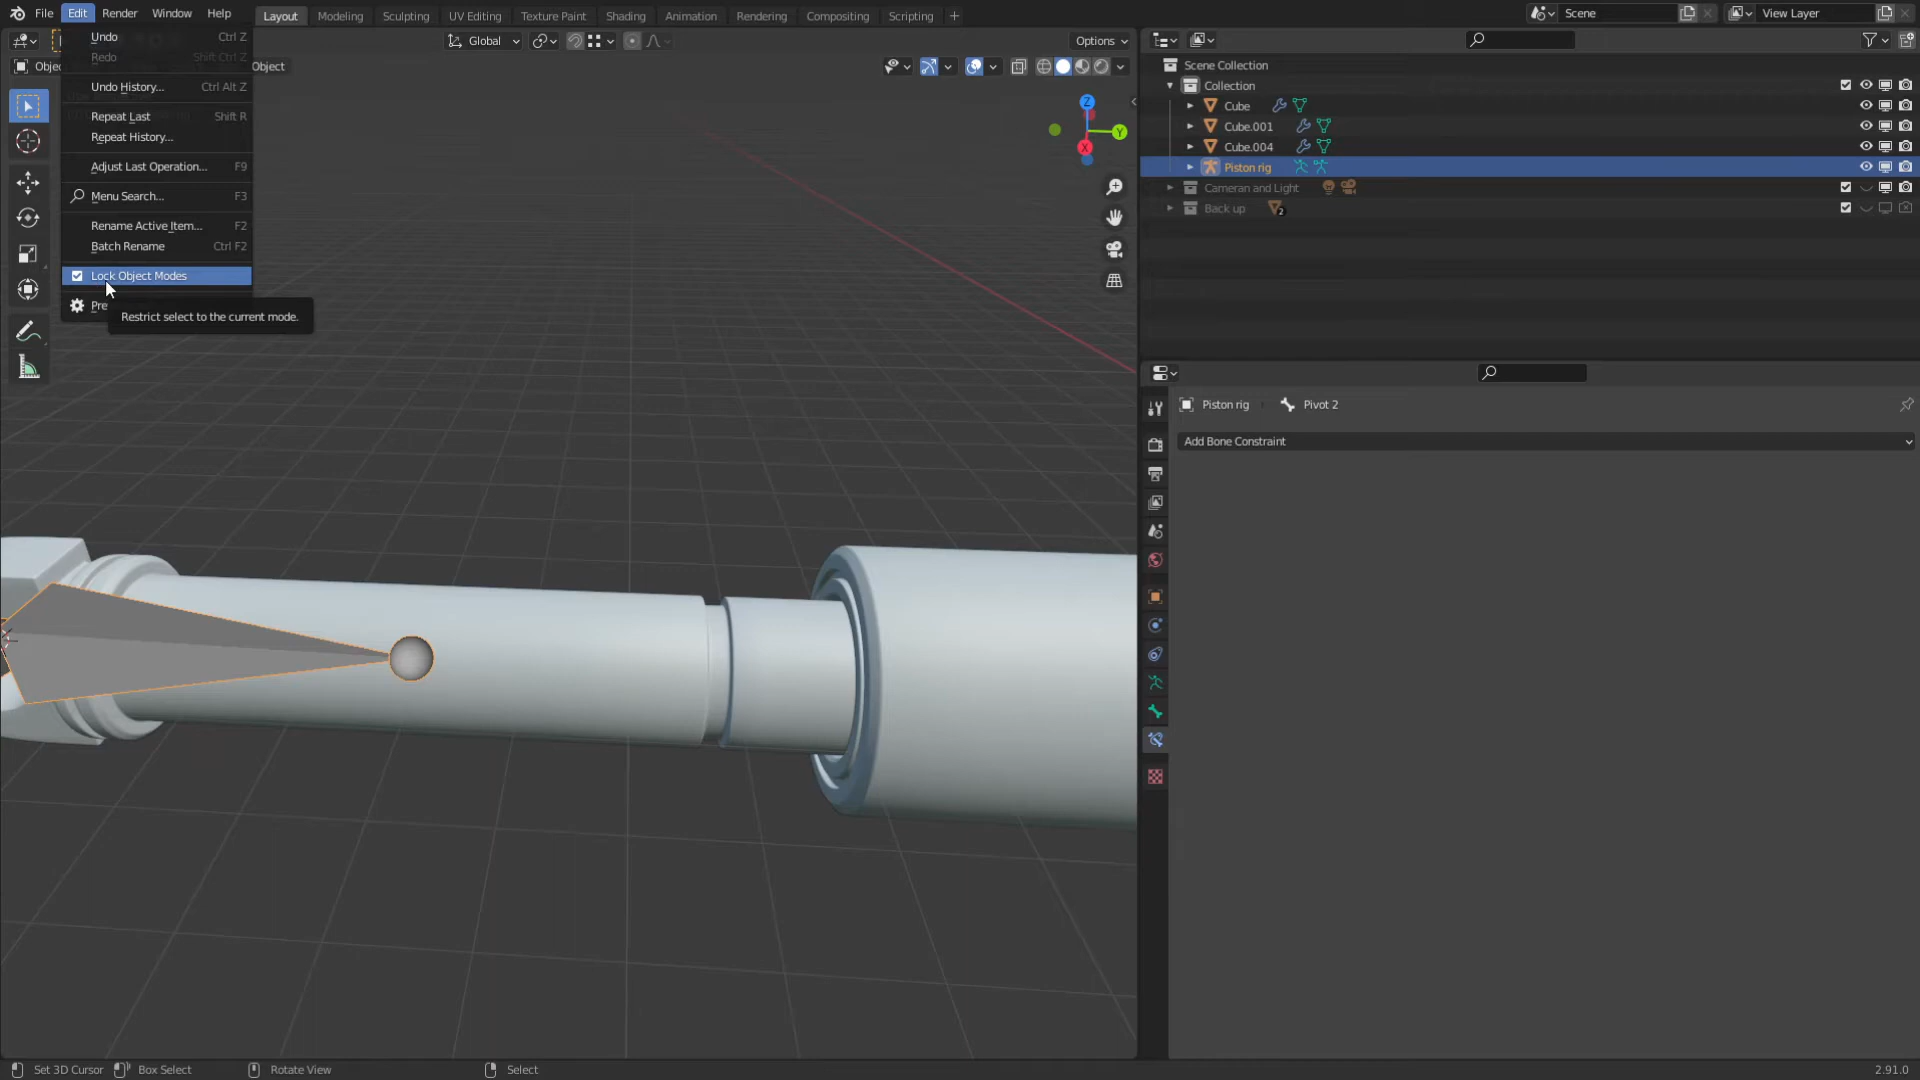 File Edit Render Window Help Layout Modeling Sculpting UV Editing Texture Paint Shading Animation Rendering Compositing Scripting Scene View Layer
Undo Ctrl Z
Global
Options
Redo Shift Ctrl Z
Object
Scene Collection
Undo History... Ctrl Alt Z
Collection
Cube
Repeat Last Shift R
Cube.001
Repeat History...
Cube.004
Adjust Last Operation... F9
Piston rig
Cameran and Light
Menu Search... F3
Back up
2
Rename Active Item... F2
Batch Rename Ctrl F2
Lock Object Modes
Pre
Restrict select to the current mode.
Z
Y
X
Piston rig Pivot 2
Add Bone Constraint
Set 3D Cursor Box Select Rotate View Select 2.91.0